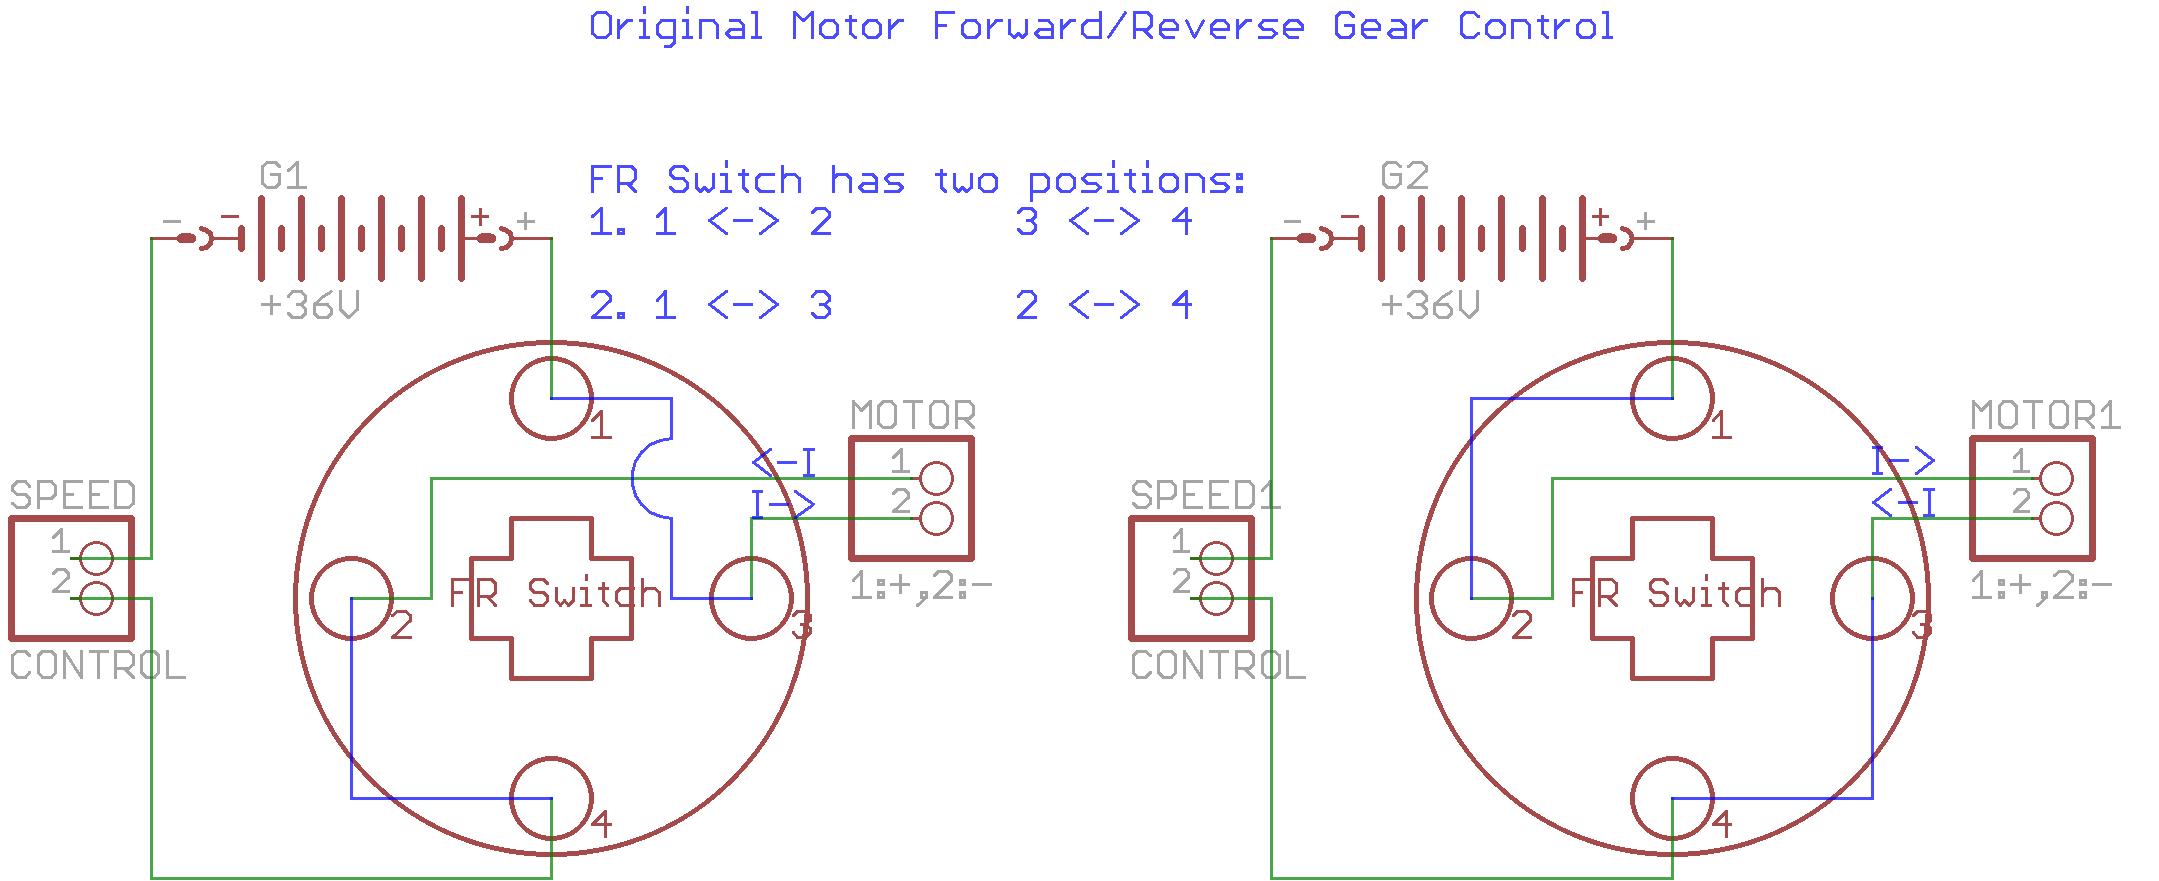 Original Motor Forward/Reverse Gear Control
G1
FR Switch has two positions:
G2
- - + +
1. 1 <-> 2 3 <-> 4
- - + +
+36V
2. 1 <-> 3 2 <-> 4
+36V
1
MOTOR
1
MOTOR1
<-I
1
I->
1
SPEED
I->
2
SPEED1
<-I
2
1
2
FR Switch
1:+,2:-
1
2
FR Switch
1:+,2:-
2
3
2
3
CONTROL
CONTROL
4
4